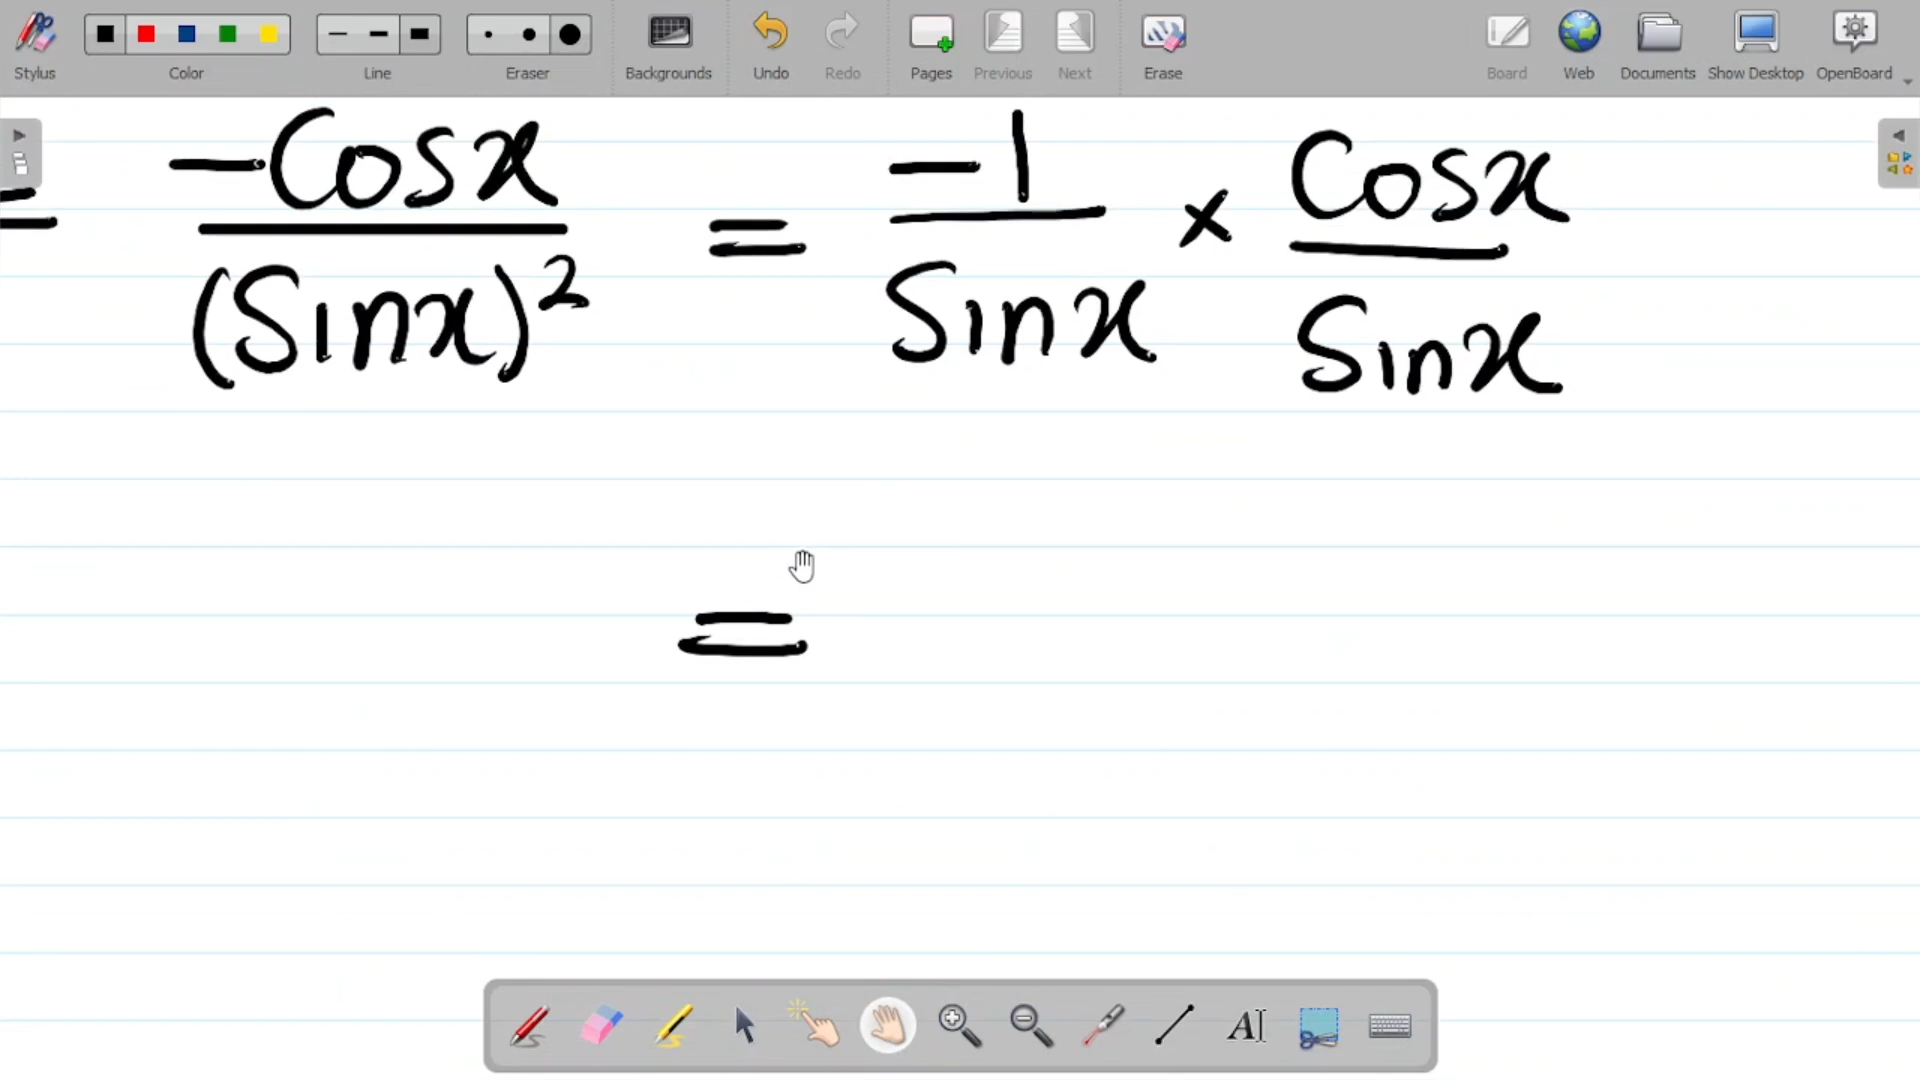 Stylus Color Line Eraser Backgrounds Undo Redo Pages Previous Next Erase Board Web Documents Show Desktop OpenBoard
= -Cosx/(Sinx)² = -1/Sinx × Cosx/Sinx
=